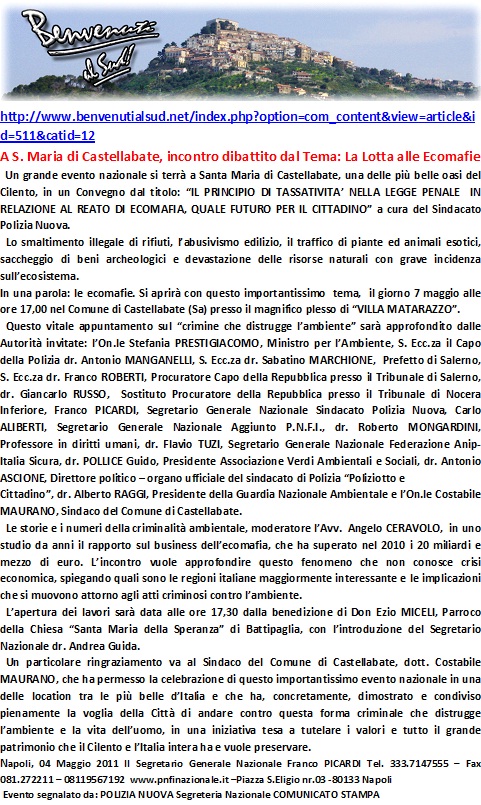 Benvenuti
al Sud!
http://www.benvenutialsud.net/index.php?option=com_content&view=article&i
d=511&catid=12
A S. Maria di Castellabate, incontro dibattito dal Tema: La Lotta alle Ecomafie
Un grande evento nazionale si terrà a Santa Maria di Castellabate, una delle più belle oasi del
Cilento, in un Convegno dal titolo: “IL PRINCIPIO DI TASSATIVITA’ NELLA LEGGE PENALE IN
RELAZIONE AL REATO DI ECOMAFIA, QUALE FUTURO PER IL CITTADINO” a cura del Sindacato
Polizia Nuova.
Lo smaltimento illegale di rifiuti, l’abusivismo edilizio, il traffico di piante ed animali esotici,
saccheggio di beni archeologici e devastazione delle risorse naturali con grave incidenza
sull’ecosistema.
In una parola: le ecomafie. Si aprirà con questo importantissimo tema, il giorno 7 maggio alle
ore 17,00 nel Comune di Castellabate (Sa) presso il magnifico plesso di “VILLA MATARAZZO”.
Questo vitale appuntamento sul “crimine che distrugge l’ambiente” sarà approfondito dalle
Autorità invitate: l’On.le Stefania PRESTIGIACOMO, Ministro per l’Ambiente, S. Ecc.za il Capo
della Polizia dr. Antonio MANGANELLI, S. Ecc.za dr. Sabatino MARCHIONE, Prefetto di Salerno,
S. Ecc.za dr. Franco ROBERTI, Procuratore Capo della Repubblica presso il Tribunale di Salerno,
dr. Giancarlo RUSSO, Sostituto Procuratore della Repubblica presso il Tribunale di Nocera
Inferiore, Franco PICARDI, Segretario Generale Nazionale Sindacato Polizia Nuova, Carlo
ALIBERTI, Segretario Generale Nazionale Aggiunto P.N.F.I., dr. Roberto MONGARDINI,
Professore in diritti umani, dr. Flavio TUZI, Segretario Generale Nazionale Federazione Anip-
Italia Sicura, dr. POLLICE Guido, Presidente Associazione Verdi Ambientali e Sociali, dr. Antonio
ASCIONE, Direttore politico – organo ufficiale del sindacato di Polizia “Poliziotto e
Cittadino”, dr. Alberto RAGGI, Presidente della Guardia Nazionale Ambientale e l’On.le Costabile
MAURANO, Sindaco del Comune di Castellabate.
Le storie e i numeri della criminalità ambientale, moderatore l’Avv. Angelo CERAVOLO, in uno
studio da anni il rapporto sul business dell’ecomafia, che ha superato nel 2010 i 20 miliardi e
mezzo di euro. L’incontro vuole approfondire questo fenomeno che non conosce crisi
economica, spiegando quali sono le regioni italiane maggiormente interessante e le implicazioni
che si muovono attorno agli atti criminosi contro l’ambiente.
L’apertura dei lavori sarà data alle ore 17,30 dalla benedizione di Don Ezio MICELI, Parroco
della Chiesa “Santa Maria della Speranza” di Battipaglia, con l’introduzione del Segretario
Nazionale dr. Andrea Guida.
Un particolare ringraziamento va al Sindaco del Comune di Castellabate, dott. Costabile
MAURANO, che ha permesso la celebrazione di questo importantissimo evento nazionale in una
delle location tra le più belle d’Italia e che ha, concretamente, dimostrato e condiviso
pienamente la voglia della Città di andare contro questa forma criminale che distrugge
l’ambiente e la vita dell’uomo, in una iniziativa tesa a tutelare i valori e tutto il grande
patrimonio che il Cilento e l’Italia intera ha e vuole preservare.
Napoli, 04 Maggio 2011 Il Segretario Generale Nazionale Franco PICARDI Tel. 333.7147555 – Fax
081.272211 – 08119567192 www.pnfinazionale.it –Piazza S.Eligio nr.03 -80133 Napoli
Evento segnalato da: POLIZIA NUOVA Segreteria Nazionale COMUNICATO STAMPA